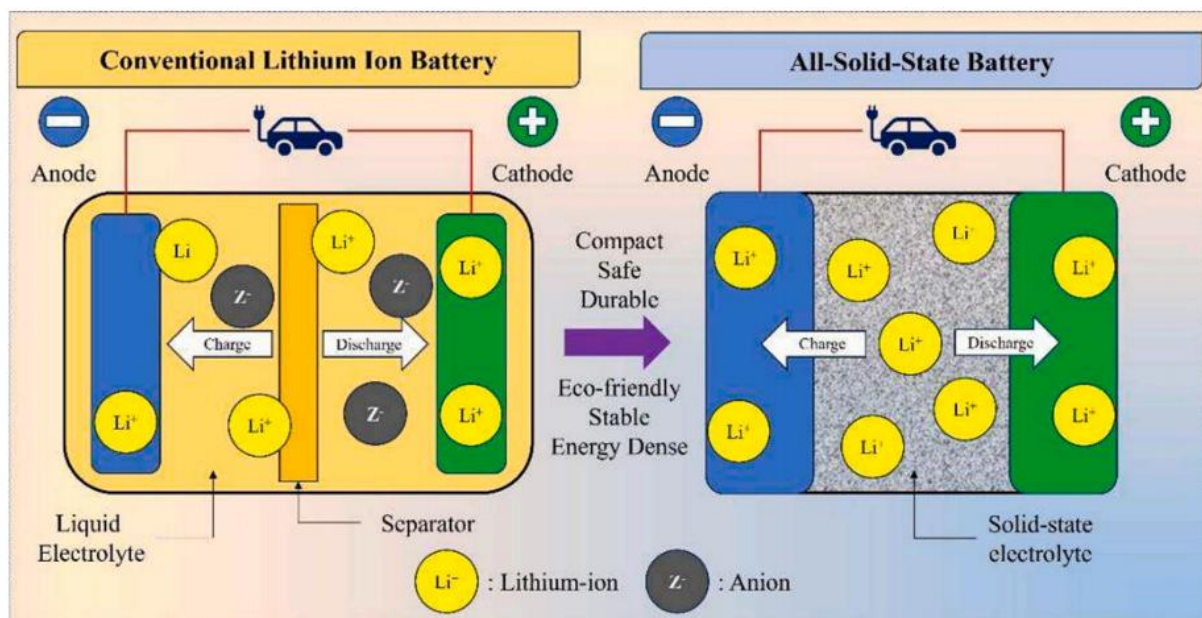 Conventional Lithium Ion Battery
All-Solid-State Battery
Anode
Cathode
Anode
Cathode
Li
Li⁺
Z⁻
Z⁻
Li⁺
Charge
Discharge
Li⁺
Li⁺
Z⁻
Li⁺
Compact
Safe
Durable
Eco-friendly
Stable
Energy Dense
Li⁺
Li⁺
Li⁺
Li⁺
Charge
Li⁺
Discharge
Li⁺
Li⁺
Li⁺
Li⁺
Liquid
Electrolyte
Separator
Solid-state
electrolyte
Li⁺
: Lithium-ion
Z⁻
: Anion